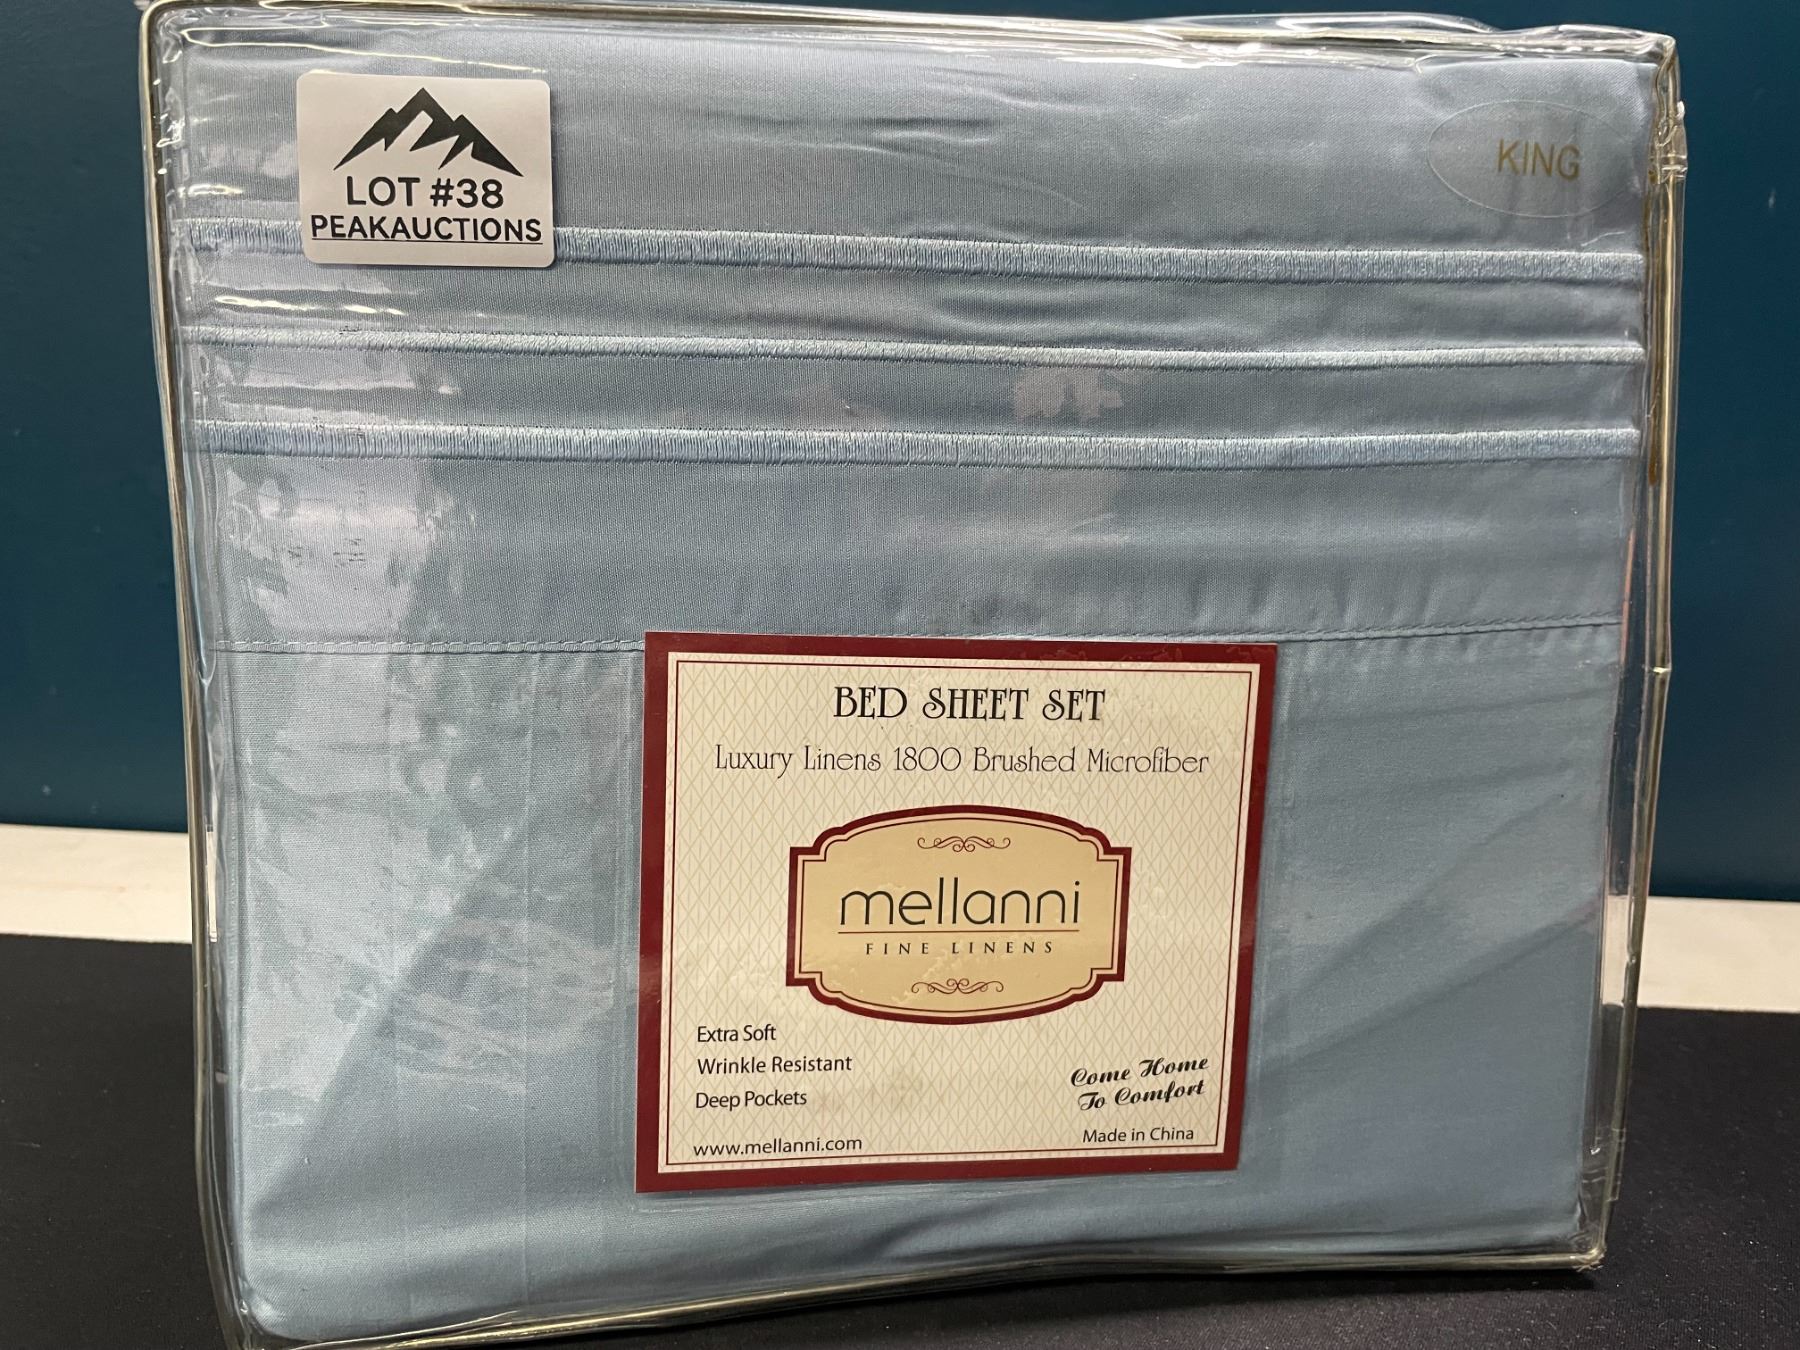 LOT #38
PEAKAUCTIONS
KING
BED SHEET SET
Luxury Linens 1800 Brushed Microfiber
mellanni
FINE LINENS
Extra Soft
Wrinkle Resistant
Deep Pockets
Come Home
To Comfort
www.mellanni.com
Made in China